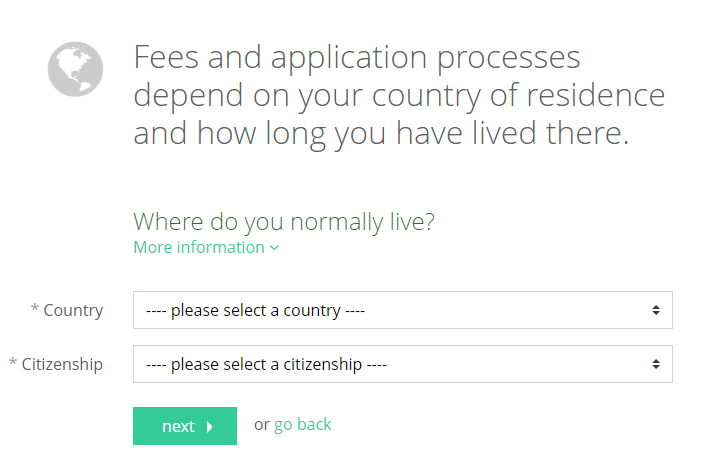 Fees and application processes
depend on your country of residence
and how long you have lived there.
Where do you normally live?
More information
* Country
---- please select a country ----
* Citizenship
---- please select a citizenship ----
next
or go back